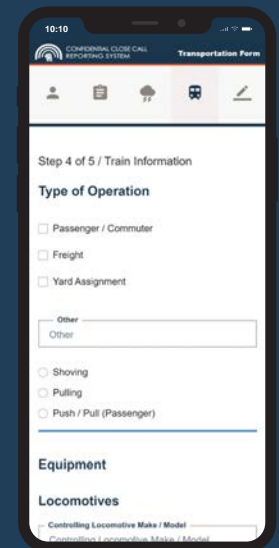 10:10
CONFIDENTIAL CLOSE CALL
REPORTING SYSTEM
Transportation Form
Step 4 of 5 / Train Information
Type of Operation
Passenger / Commuter
Freight
Yard Assignment
Other
Other
Shoving
Pulling
Push / Pull (Passenger)
Equipment
Locomotives
Controlling Locomotive Make / Model
Controlling Locomotive Make / Model